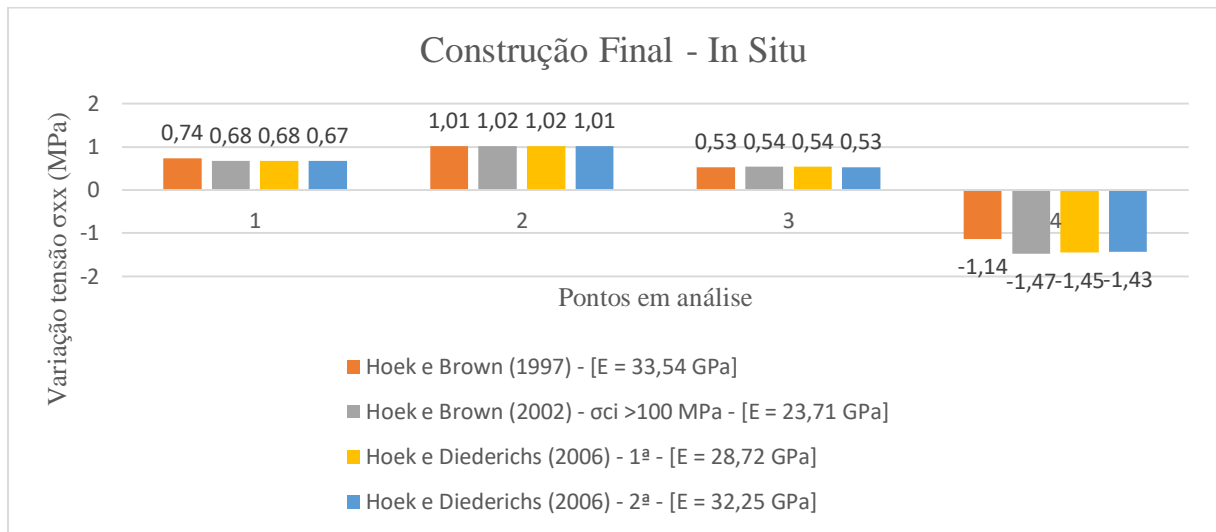 Construção Final - In Situ
Variação tensão σxx (MPa)
2
1
0
-1
-2
0,74 0,68 0,68 0,67
1,01 1,02 1,02 1,01
0,53 0,54 0,54 0,53
-1,14 -1,47 -1,45 -1,43
1 2 3 4
Pontos em análise
Hoek e Brown (1997) - [E = 33,54 GPa]
Hoek e Brown (2002) - σci >100 MPa - [E = 23,71 GPa]
Hoek e Diederichs (2006) - 1ª - [E = 28,72 GPa]
Hoek e Diederichs (2006) - 2ª - [E = 32,25 GPa]